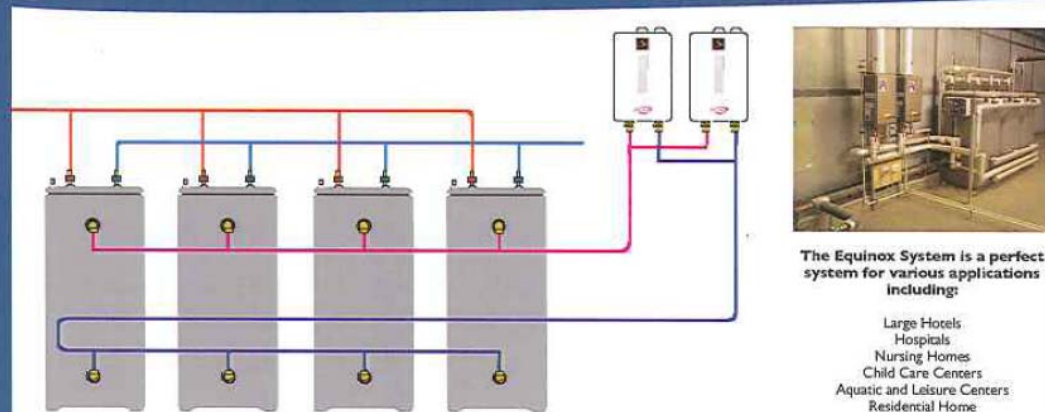 The Equinox System is a perfect
system for various applications
including:
Large Hotels
Hospitals
Nursing Homes
Child Care Centers
Aquatic and Leisure Centers
Residential Home